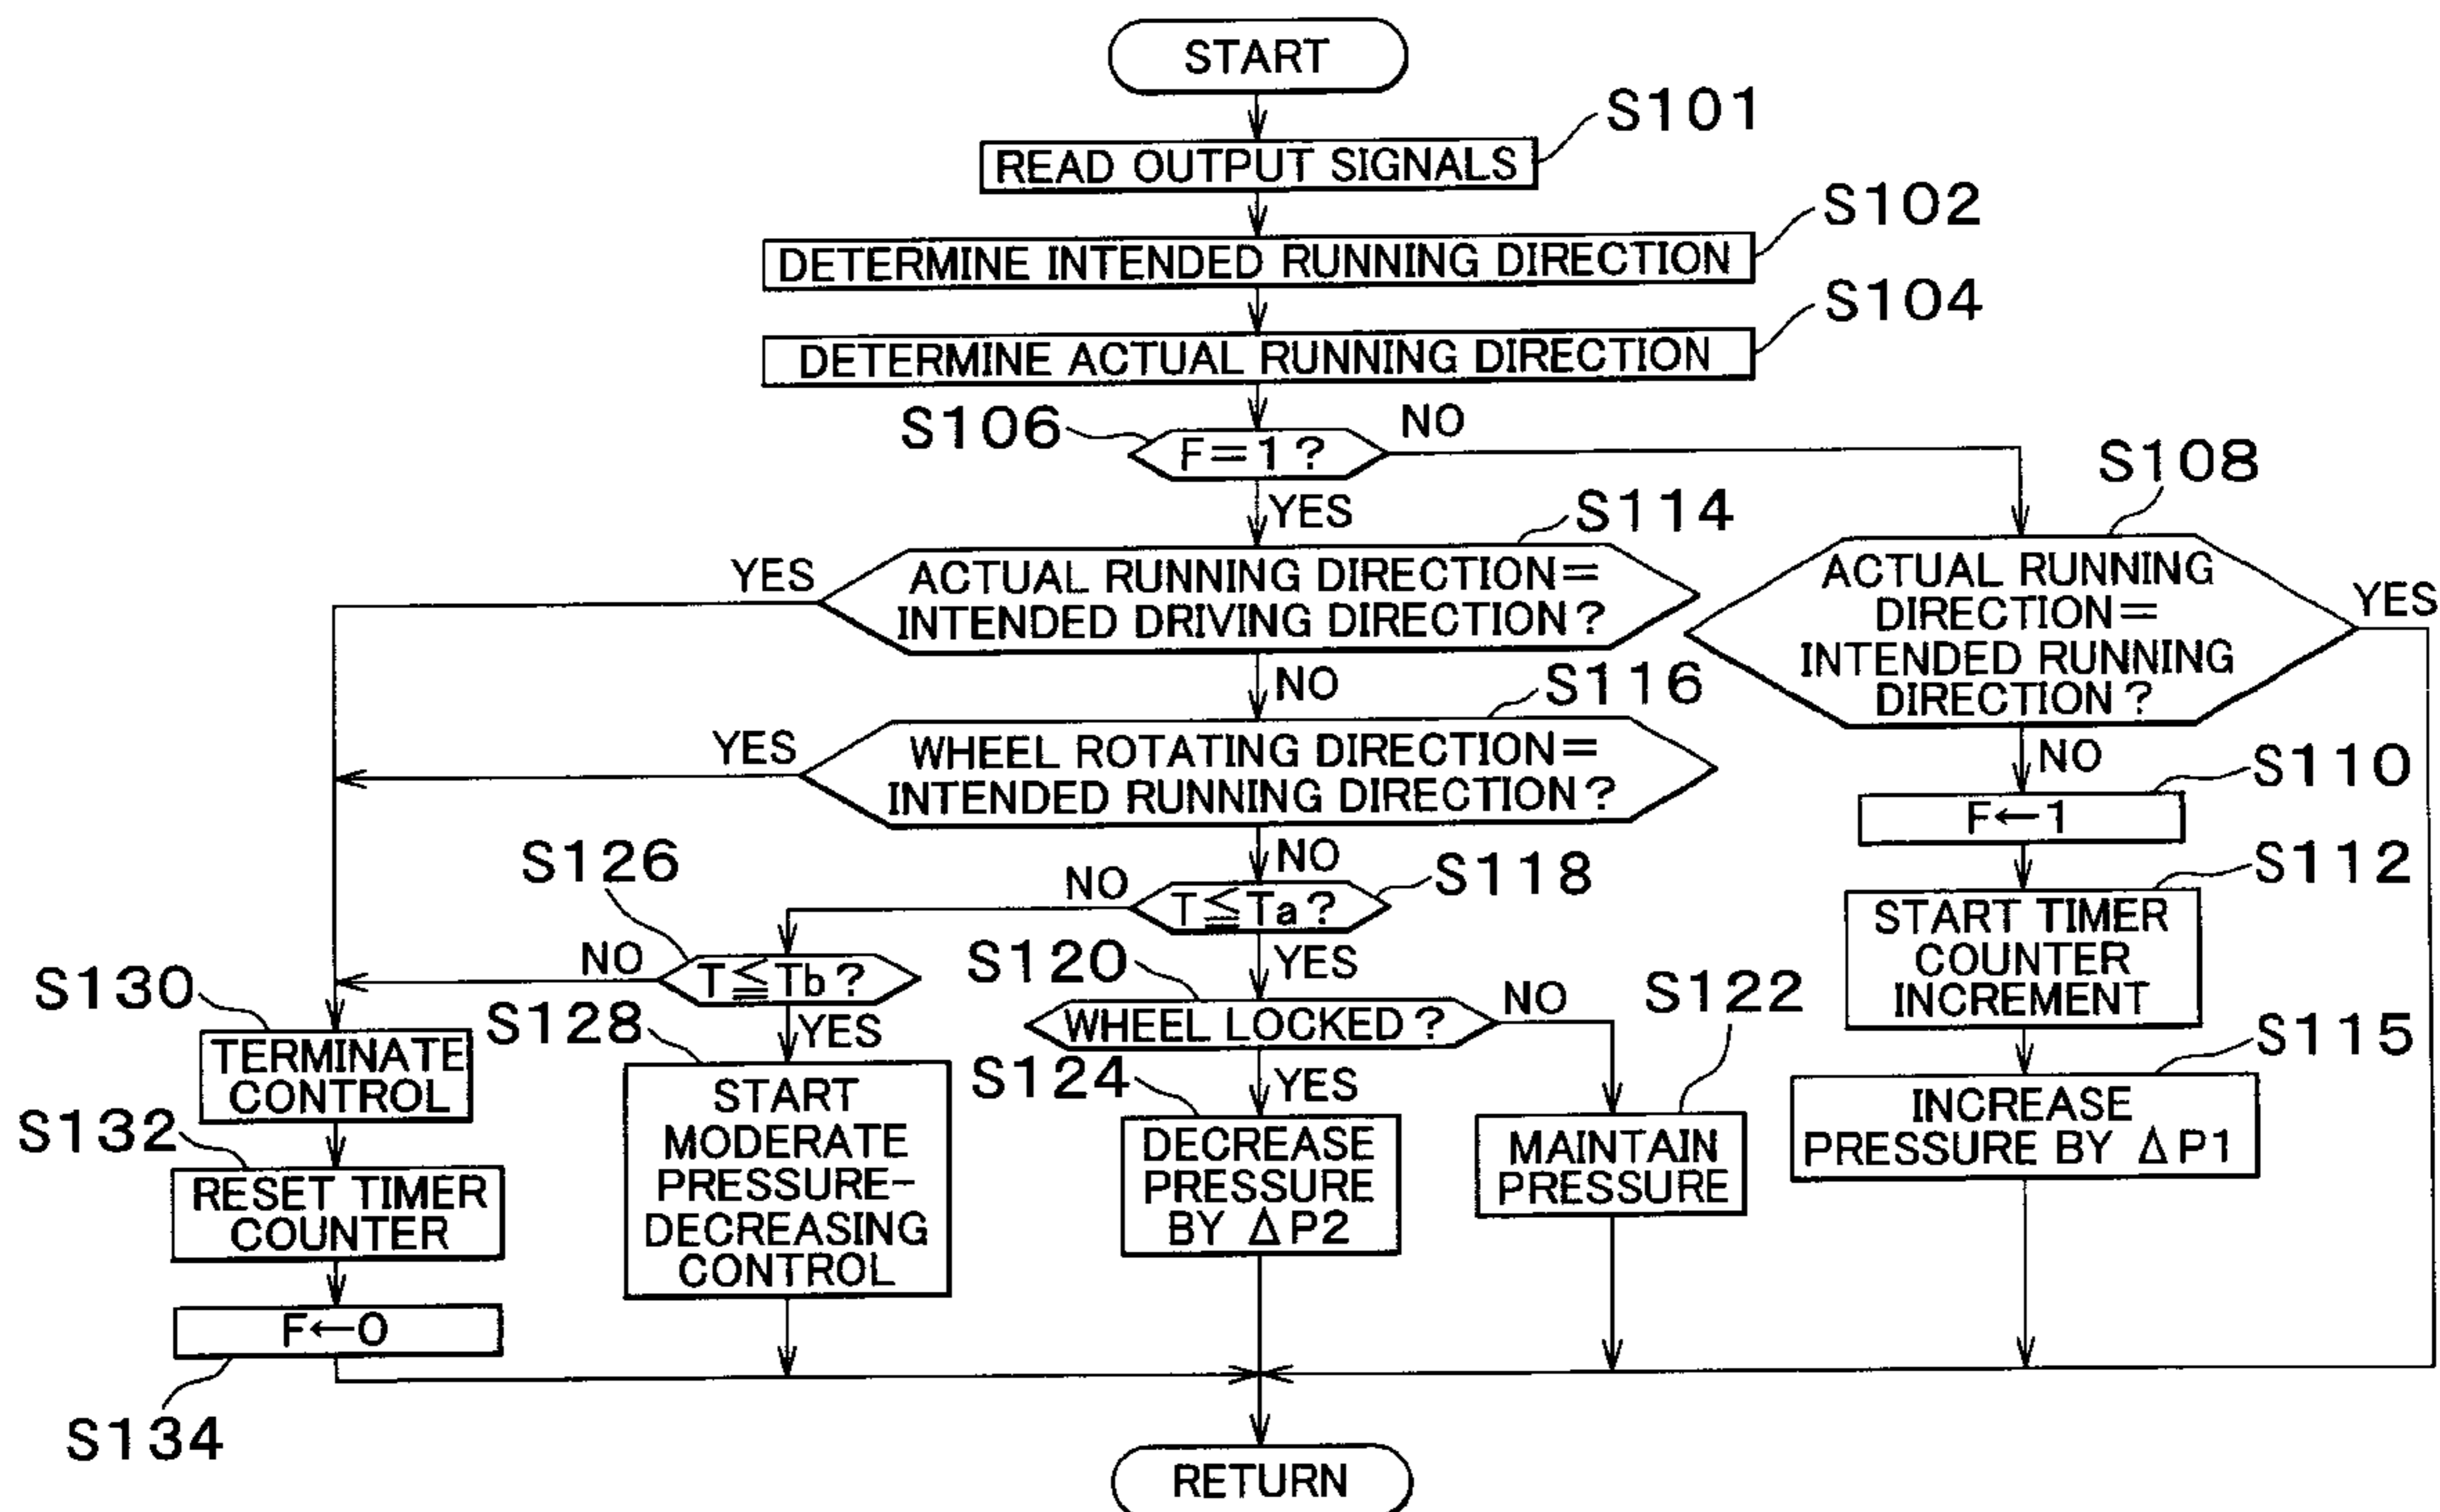 START
S101
READ OUTPUT SIGNALS
S102
DETERMINE INTENDED RUNNING DIRECTION
S104
DETERMINE ACTUAL RUNNING DIRECTION
S106
F=1?
NO
YES
S108
ACTUAL RUNNING
DIRECTION=
INTENDED RUNNING
DIRECTION?
YES
NO
S114
YES
ACTUAL RUNNING DIRECTION=
INTENDED DRIVING DIRECTION?
NO
S116
YES
WHEEL ROTATING DIRECTION=
INTENDED RUNNING DIRECTION?
NO
S110
F←1
S112
START TIMER
COUNTER
INCREMENT
S115
INCREASE
PRESSURE BY ΔP1
S118
NO
T≦Ta?
YES
S126
NO
T≦Tb?
YES
S120
WHEEL LOCKED?
NO
YES
S122
MAINTAIN
PRESSURE
S124
DECREASE
PRESSURE
BY ΔP2
S128
START
MODERATE
PRESSURE-
DECREASING
CONTROL
S130
TERMINATE
CONTROL
S132
RESET TIMER
COUNTER
F←0
S134
RETURN